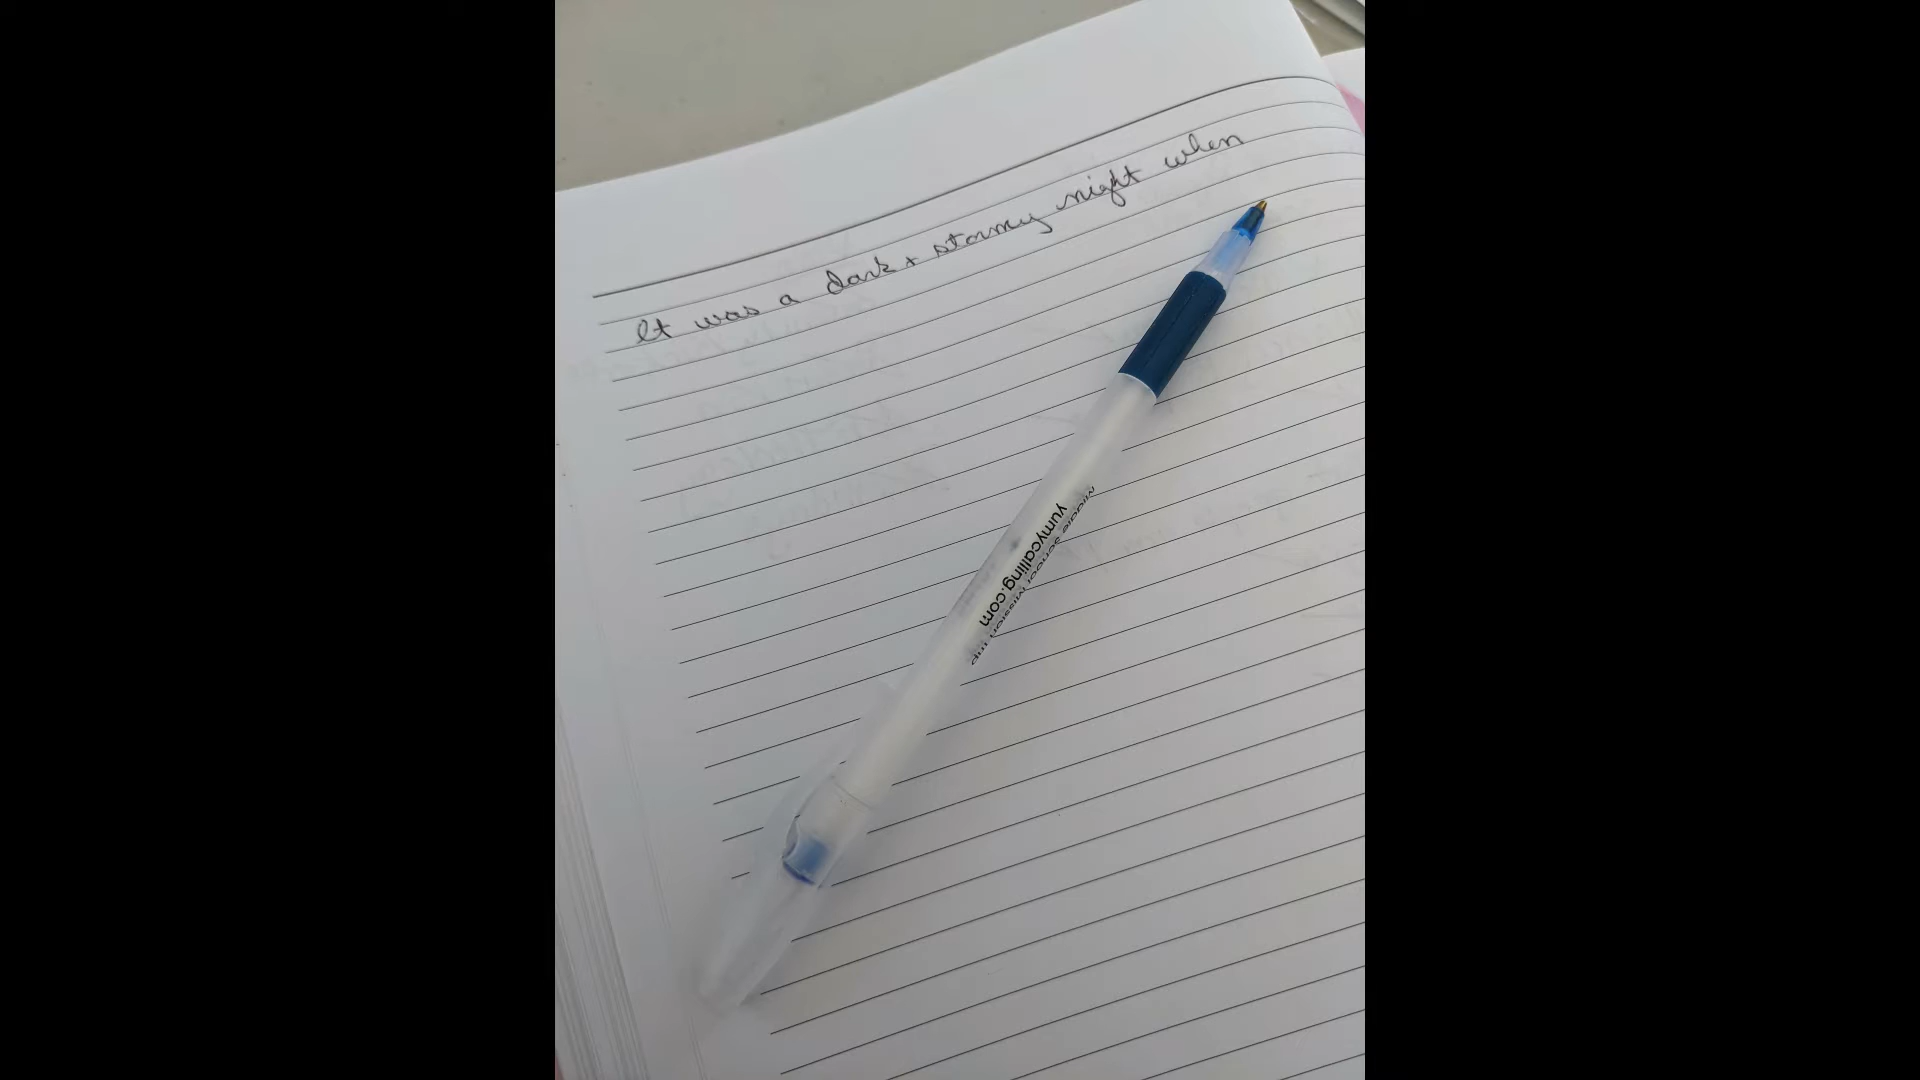 It was a dark + stormy night when
yumycalling.com
Middle School Mission Trip